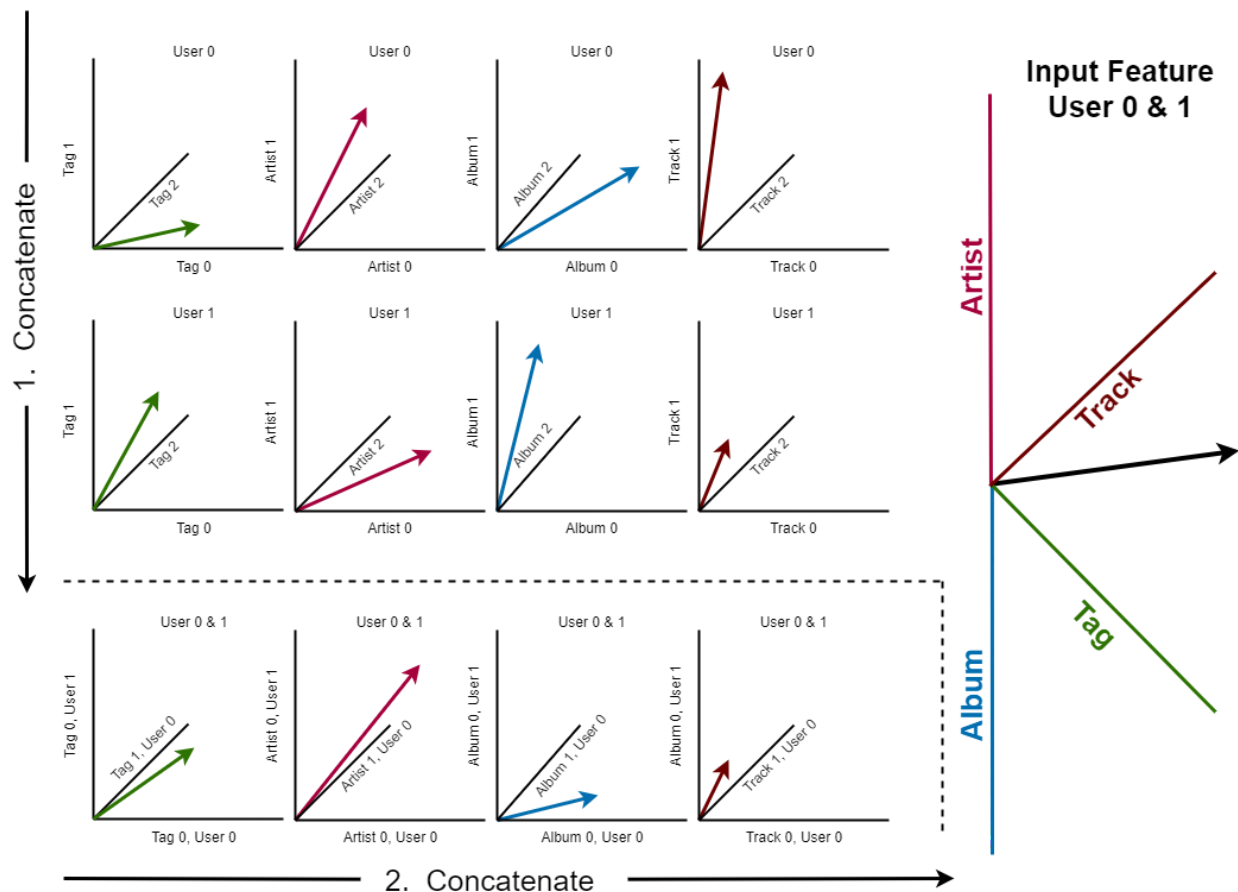 User 0
User 0
User 0
User 0
Input Feature
User 0 & 1
Tag 1
Tag 2
Tag 0
Artist 1
Artist 2
Artist 0
Album 1
Album 2
Album 0
Track 1
Track 2
Track 0
1. Concatenate
User 1
User 1
User 1
User 1
Tag 1
Tag 2
Tag 0
Artist 1
Artist 2
Artist 0
Album 1
Album 2
Album 0
Track 1
Track 2
Track 0
User 0 & 1
User 0 & 1
User 0 & 1
User 0 & 1
Tag 0, User 1
Tag 1, User 0
Tag 0, User 0
Artist 0, User 1
Artist 1, User 0
Artist 0, User 0
Album 0, User 1
Album 1, User 0
Album 0, User 0
Album 0, User 1
Track 1, User 0
Track 0, User 0
2. Concatenate
Artist
Track
Album
Tag